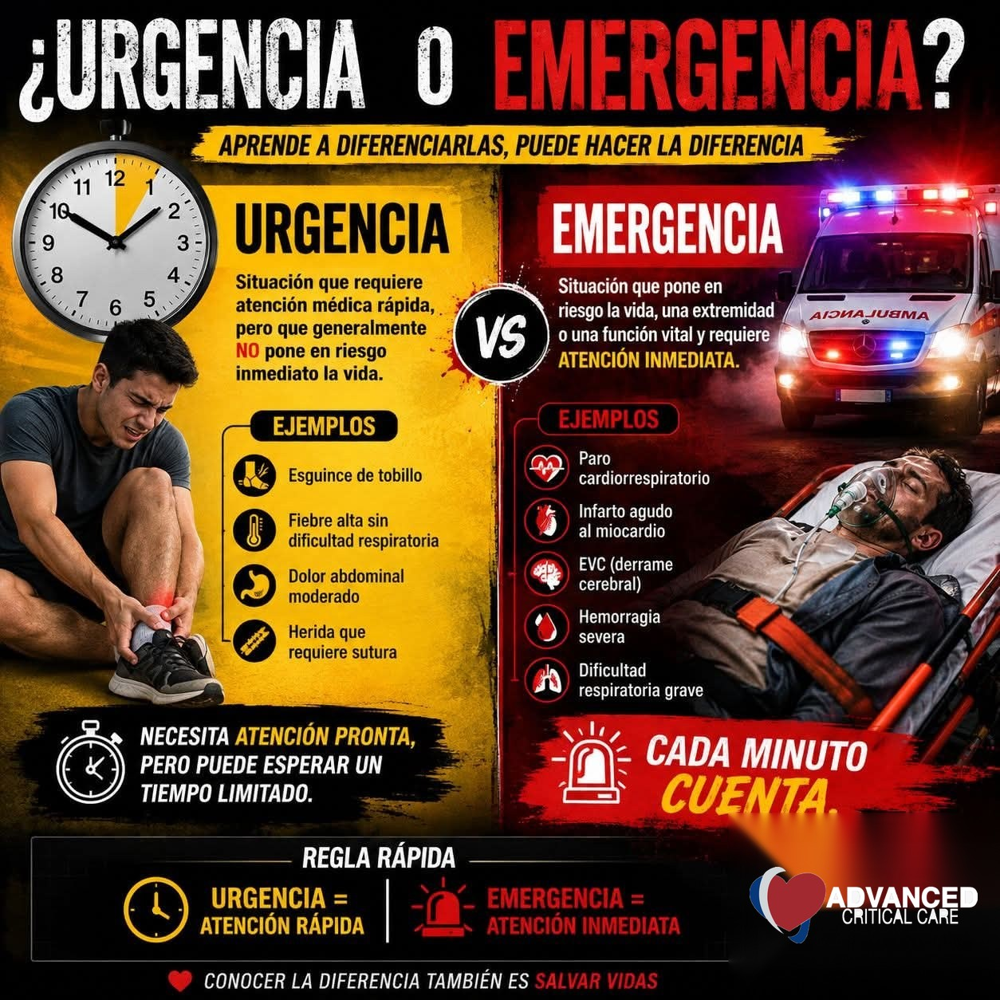 ¿URGENCIA O EMERGENCIA?
APRENDE A DIFERENCIARLAS, PUEDE HACER LA DIFERENCIA
12
1
2
3
4
5
6
7
8
9
10
11
URGENCIA
Situación que requiere
atención médica rápida,
pero que generalmente
NO pone en riesgo
inmediato la vida.
EJEMPLOS
Esguince de tobillo
Fiebre alta sin
dificultad respiratoria
Dolor abdominal
moderado
Herida que
requiere sutura
NECESITA ATENCIÓN PRONTA,
PERO PUEDE ESPERAR UN
TIEMPO LIMITADO.
VS
EMERGENCIA
Situación que pone en
riesgo la vida, una extremidad
o una función vital y requiere
ATENCIÓN INMEDIATA.
AMBULANCIA
EJEMPLOS
Paro
cardiorrespiratorio
Infarto agudo
al miocardio
EVC (derrame
cerebral)
Hemorragia
severa
Dificultad
respiratoria grave
CADA MINUTO
CUENTA.
REGLA RÁPIDA
URGENCIA =
ATENCIÓN RÁPIDA
EMERGENCIA =
ATENCIÓN INMEDIATA
ADVANCED
CRITICAL CARE
CONOCER LA DIFERENCIA TAMBIÉN ES SALVAR VIDAS